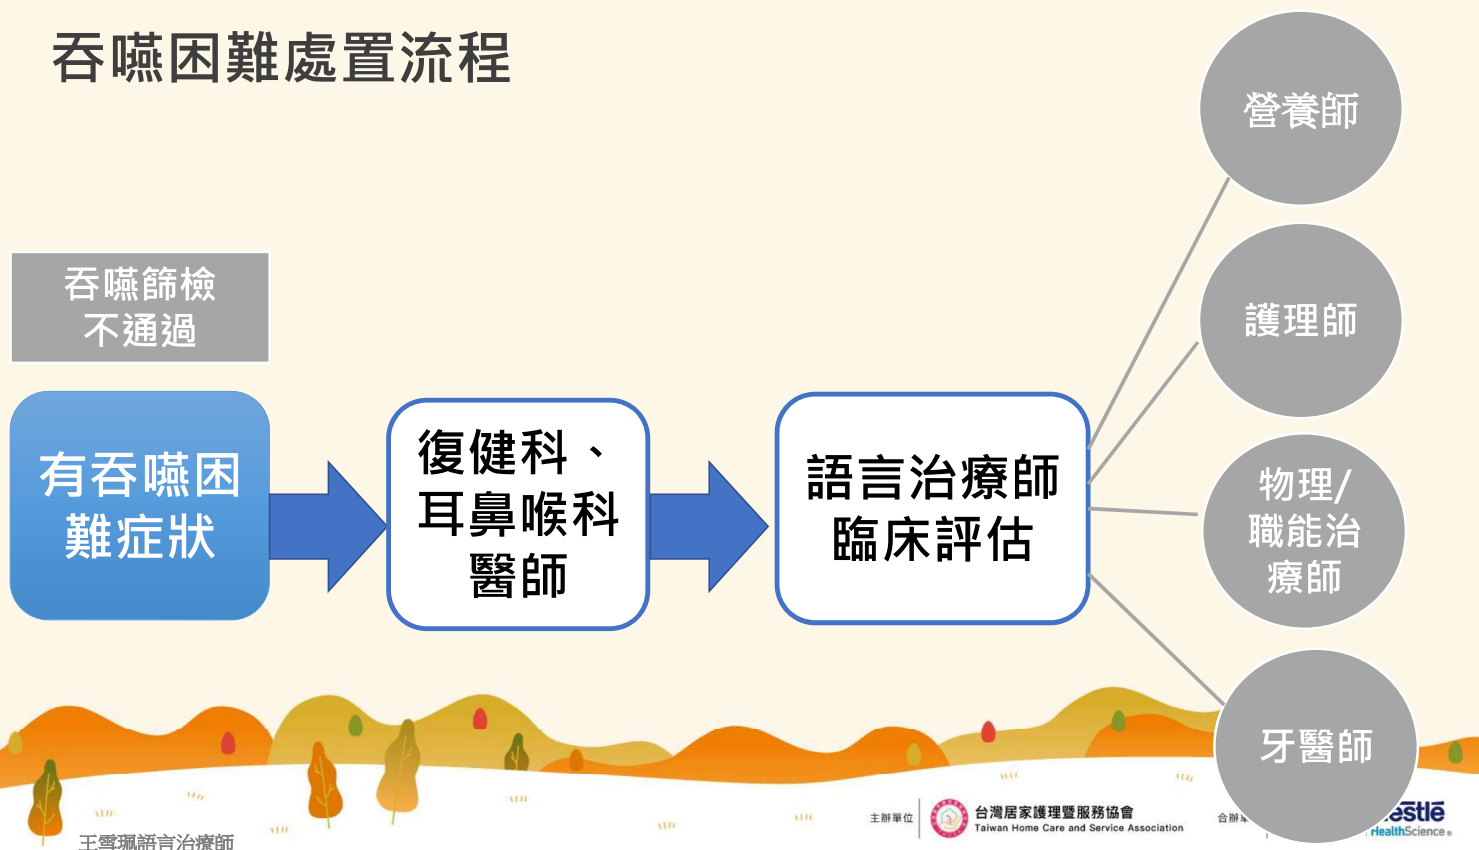 吞嚥困難處置流程
吞嚥篩檢
不通過
有吞嚥困
難症狀
復健科、
耳鼻喉科
醫師
語言治療師
臨床評估
營養師
護理師
物理/
職能治
療師
牙醫師
王雪珮語言治療師
主辦單位
台灣居家護理暨服務協會
Taiwan Home Care and Service Association
合辦
HealthScience